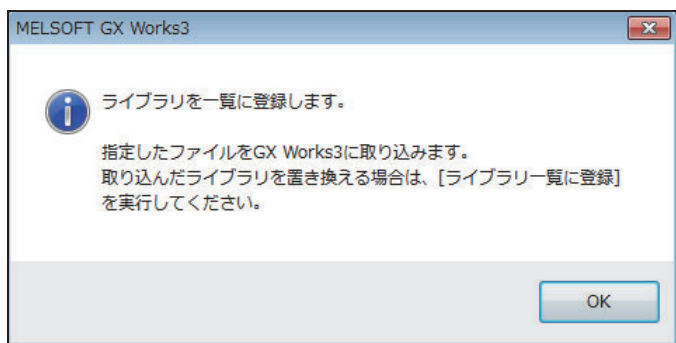 MELSOFT GX Works3
ライブラリを一覧に登録します。
指定したファイルをGX Works3に取り込みます。
取り込んだライブラリを置き換える場合は、[ライブラリ一覧に登録]
を実行してください。
OK